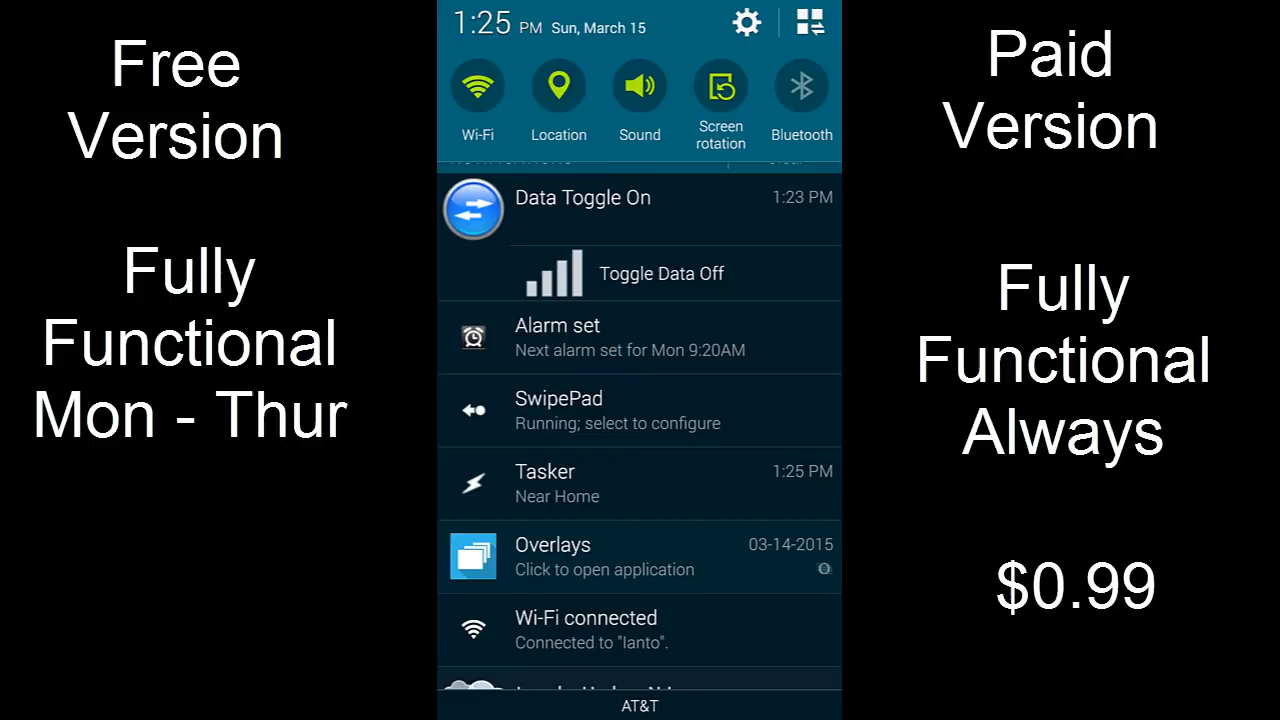 Free
Version
Fully
Functional
Mon - Thur
1:25 PM Sun, March 15
Wi-Fi
Location
Sound
Screen
rotation
Bluetooth
Data Toggle On 1:23 PM
Toggle Data Off
Alarm set
Next alarm set for Mon 9:20AM
SwipePad
Running; select to configure
Tasker 1:25 PM
Near Home
Overlays 03-14-2015
Click to open application
Wi-Fi connected
Connected to "Ianto".
AT&T
Paid
Version
Fully
Functional
Always
$0.99